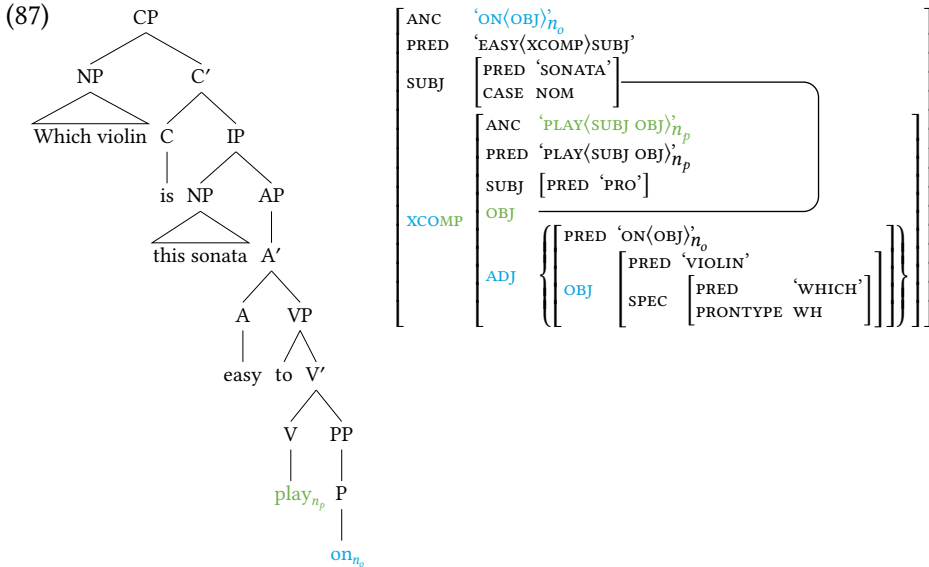 (87)
CP
NP C′
Which violin C IP
is NP AP
this sonata A′
A VP
easy to V′
V PP
play_{n_p} P
on_{n_o}
ANC ‘ON⟨OBJ⟩’_{n_o}
PRED ‘EASY⟨XCOMP⟩SUBJ’
SUBJ [PRED ‘SONATA’
CASE NOM]
XCOMP
ANC ‘PLAY⟨SUBJ OBJ⟩’_{n_p}
PRED ‘PLAY⟨SUBJ OBJ⟩’_{n_p}
SUBJ [PRED ‘PRO’]
OBJ
ADJ
PRED ‘ON⟨OBJ⟩’_{n_o}
OBJ
PRED ‘VIOLIN’
SPEC
PRED ‘WHICH’
PRONTYPE WH